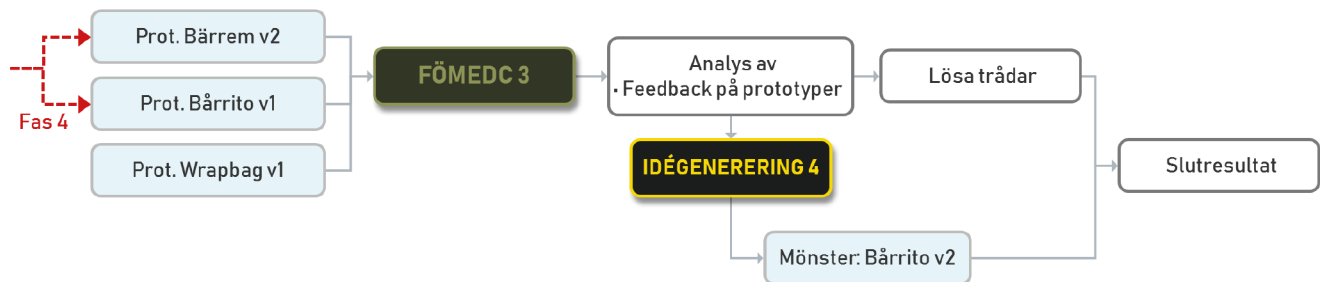 Prot. Bärrem v2
Prot. Bårrito v1
Fas 4
Prot. Wrapbag v1
FÖMEDC 3
Analys av
· Feedback på prototyper
IDÉGENERERING 4
Mönster: Bårrito v2
Lösa trådar
Slutresultat